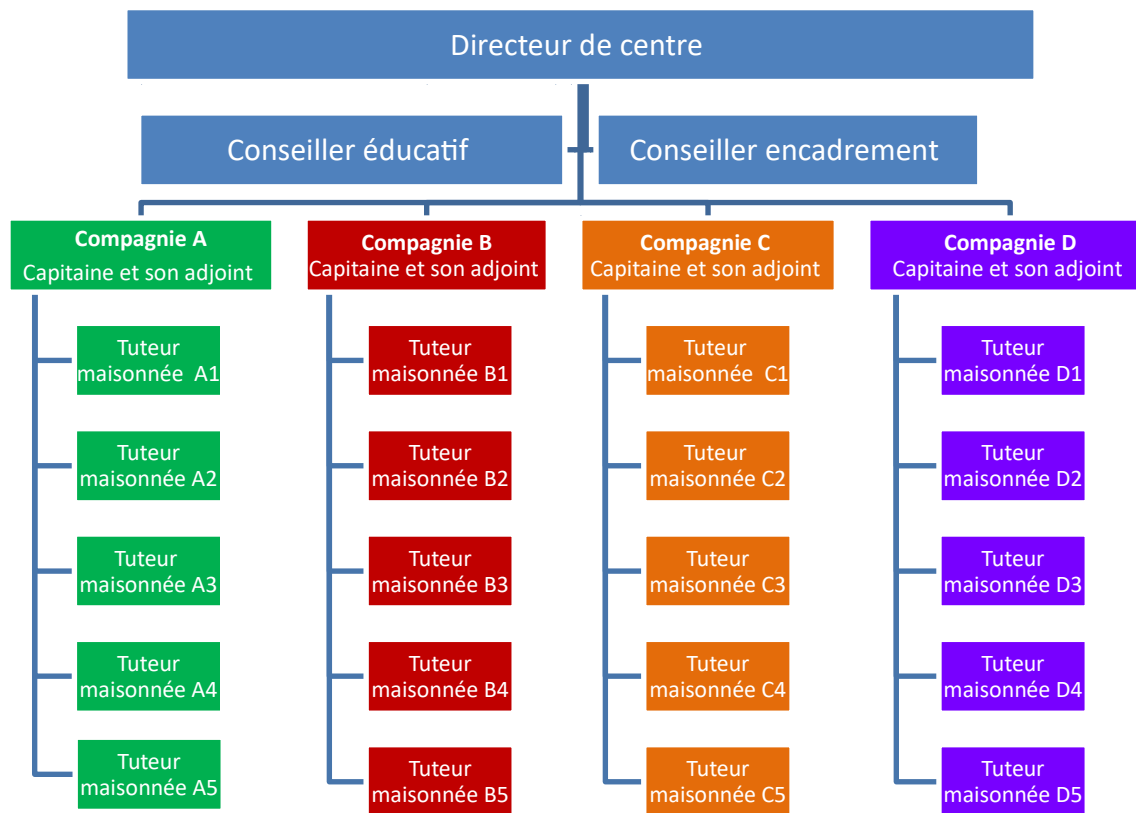 Directeur de centre
Conseiller éducatif
Conseiller encadrement
Compagnie A
Capitaine et son adjoint
Tuteur
maisonnée A1
Tuteur
maisonnée A2
Tuteur
maisonnée A3
Tuteur
maisonnée A4
Tuteur
maisonnée A5
Compagnie B
Capitaine et son adjoint
Tuteur
maisonnée B1
Tuteur
maisonnée B2
Tuteur
maisonnée B3
Tuteur
maisonnée B4
Tuteur
maisonnée B5
Compagnie C
Capitaine et son adjoint
Tuteur
maisonnée C1
Tuteur
maisonnée C2
Tuteur
maisonnée C3
Tuteur
maisonnée C4
Tuteur
maisonnée C5
Compagnie D
Capitaine et son adjoint
Tuteur
maisonnée D1
Tuteur
maisonnée D2
Tuteur
maisonnée D3
Tuteur
maisonnée D4
Tuteur
maisonnée D5